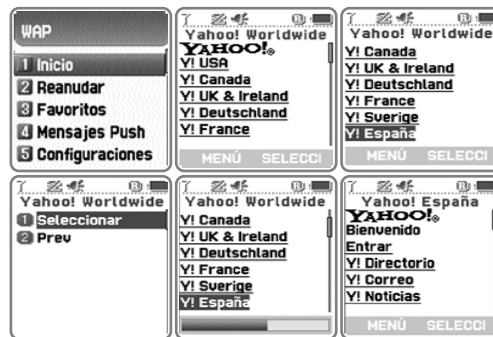 WAP
1 Inicio
2 Reanudar
3 Favoritos
4 Mensajes Push
5 Configuraciones
Yahoo! Worldwide
YAHOO!®
Y! USA
Y! Canada
Y! UK & Ireland
Y! Deutschland
Y! France
MENÚ SELECCI
Yahoo! Worldwide
Y! Canada
Y! UK & Ireland
Y! Deutschland
Y! France
Y! Sverige
Y! España
MENÚ SELECCI
Yahoo! Worldwide
1 Seleccionar
2 Prev
Yahoo! Worldwide
Y! Canada
Y! UK & Ireland
Y! Deutschland
Y! France
Y! Sverige
Y! España
Yahoo! España
YAHOO!®
Bienvenido
Entrar
Y! Directorio
Y! Correo
Y! Noticias
MENÚ SELECCI